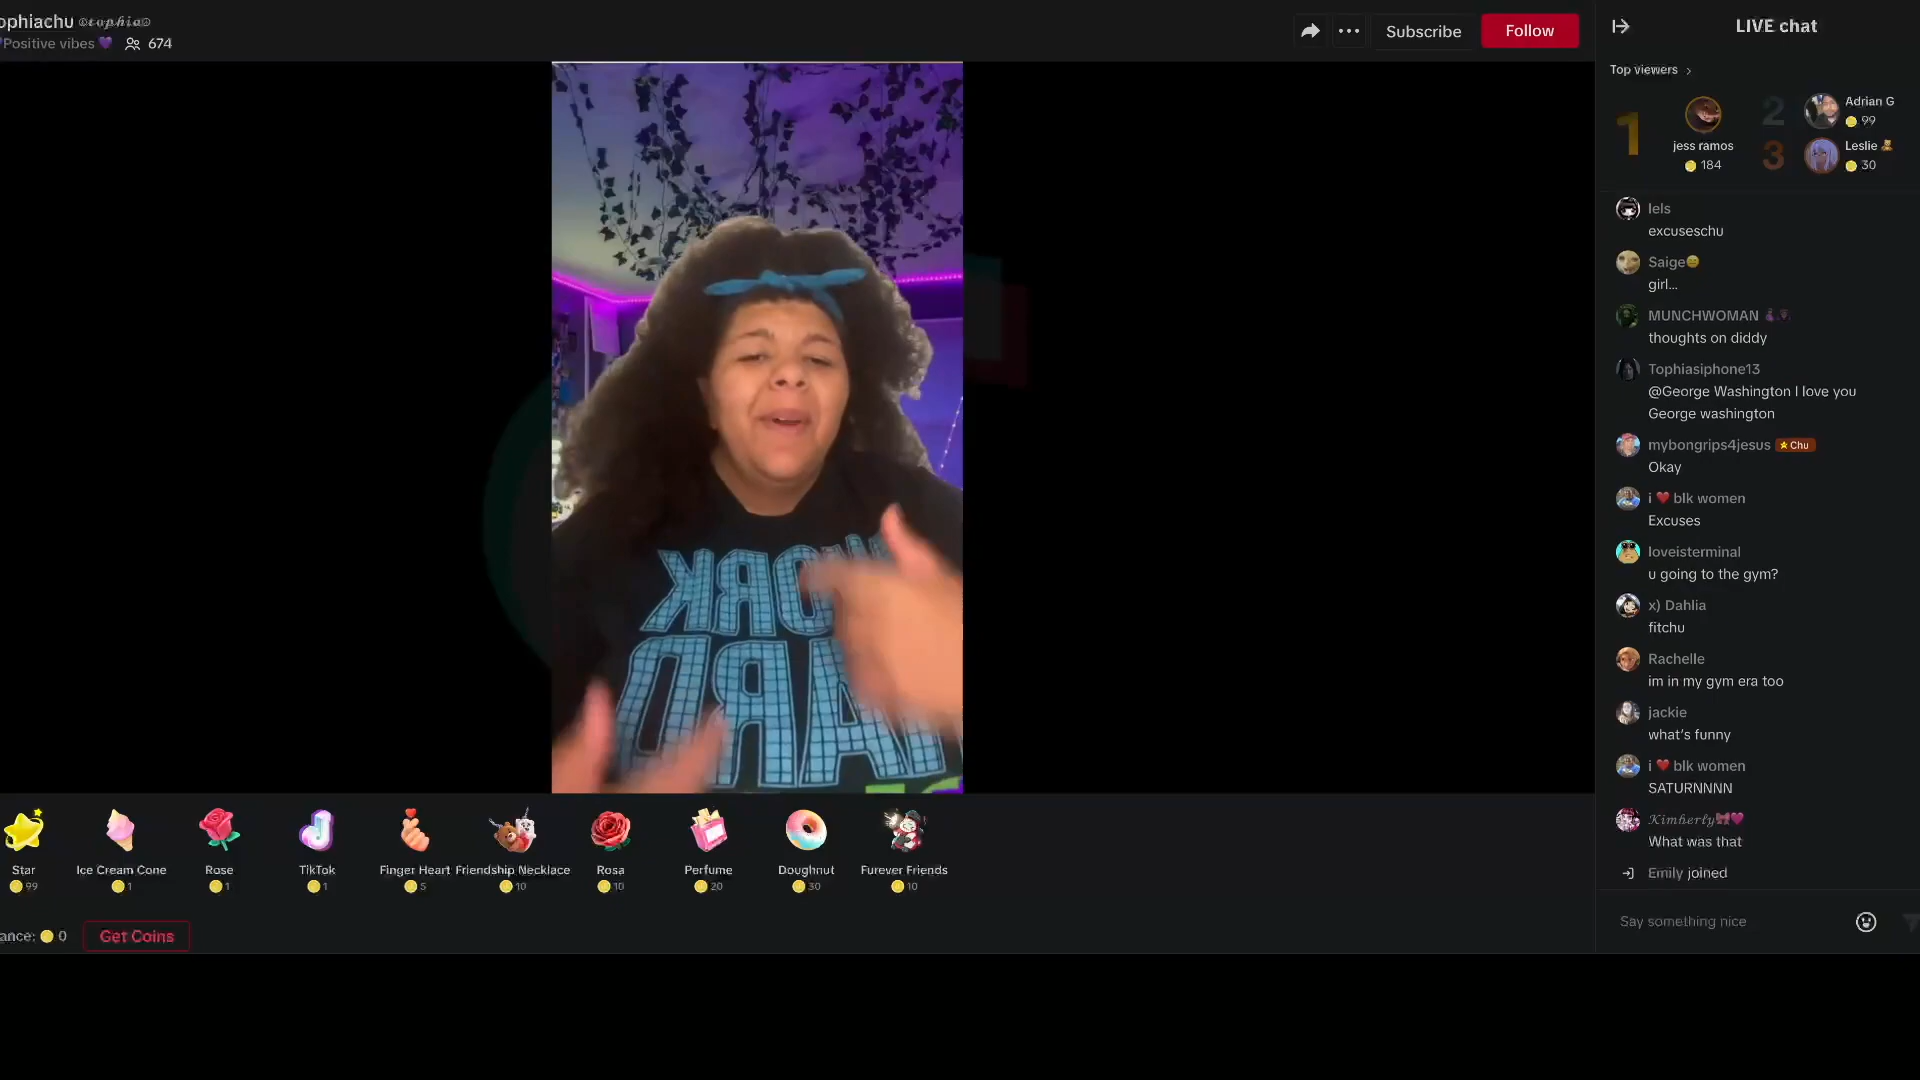 ophiachu @tophia
Positive vibes 💜 674
Subscribe
Follow
LIVE chat
Top viewers
1
jess ramos
184
2
Adrian G
99
3
Leslie 🧸
30
WORK
HARD
lels
excuseschu
Saige😑
girl...
MUNCHWOMAN
thoughts on diddy
Tophiasiphone13
@George Washington I love you
George washington
mybongrips4jesus Chu
Okay
i ❤️ blk women
Excuses
loveisterminal
u going to the gym?
x) Dahlia
fitchu
Rachelle
im in my gym era too
jackie
what's funny
i ❤️ blk women
SATURNNNN
𝒦𝒾𝓂𝒷𝑒𝓇𝓁𝓎🎀💜
What was that
Emily joined
Say something nice
Star
99
Ice Cream Cone
1
Rose
1
TikTok
1
Finger Heart
5
Friendship Necklace
10
Rosa
10
Perfume
20
Doughnut
30
Furever Friends
10
ance: 0
Get Coins